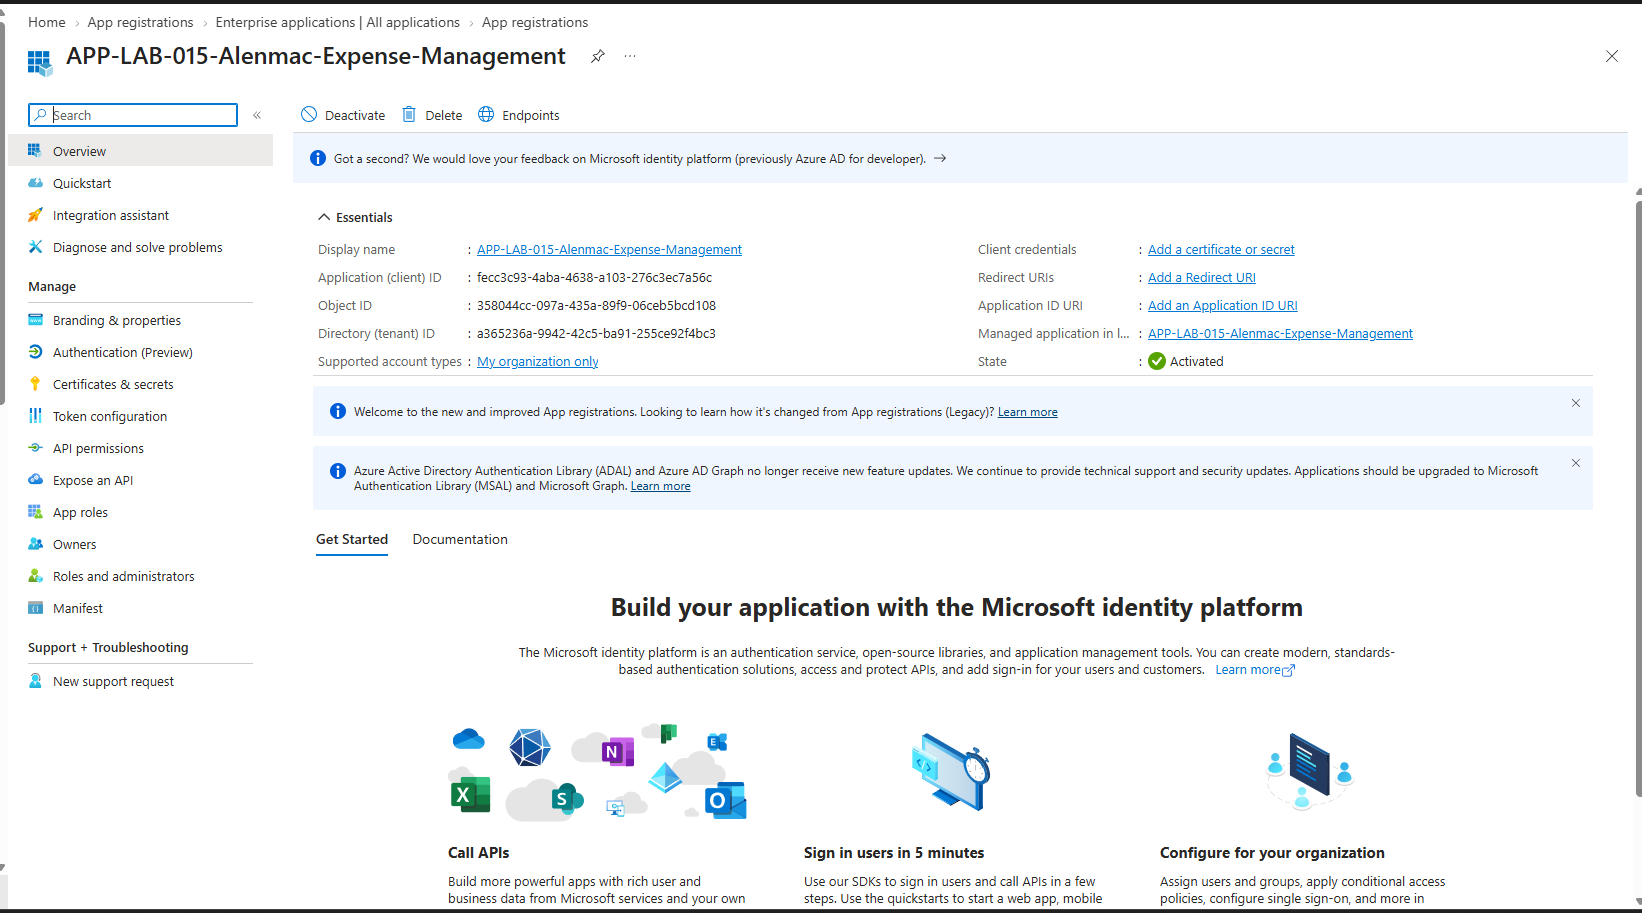 Home › App registrations › Enterprise applications | All applications › App registrations
APP-LAB-015-Alenmac-Expense-Management
Search
«
Overview
Quickstart
Integration assistant
Diagnose and solve problems
Manage
Branding & properties
Authentication (Preview)
Certificates & secrets
Token configuration
API permissions
Expose an API
App roles
Owners
Roles and administrators
Manifest
Support + Troubleshooting
New support request
Deactivate Delete Endpoints
Got a second? We would love your feedback on Microsoft identity platform (previously Azure AD for developer). →
Essentials
Display name : APP-LAB-015-Alenmac-Expense-Management
Application (client) ID : fecc3c93-4aba-4638-a103-276c3ec7a56c
Object ID : 358044cc-097a-435a-89f9-06ceb5bcd108
Directory (tenant) ID : a365236a-9942-42c5-ba91-255ce92f4bc3
Supported account types : My organization only
Client credentials : Add a certificate or secret
Redirect URIs : Add a Redirect URI
Application ID URI : Add an Application ID URI
Managed application in l... : APP-LAB-015-Alenmac-Expense-Management
State : Activated
Welcome to the new and improved App registrations. Looking to learn how it's changed from App registrations (Legacy)? Learn more
Azure Active Directory Authentication Library (ADAL) and Azure AD Graph no longer receive new feature updates. We continue to provide technical support and security updates. Applications should be upgraded to Microsoft
Authentication Library (MSAL) and Microsoft Graph. Learn more
Get Started Documentation
Build your application with the Microsoft identity platform
The Microsoft identity platform is an authentication service, open-source libraries, and application management tools. You can create modern, standards-
based authentication solutions, access and protect APIs, and add sign-in for your users and customers. Learn more
N
E
X
S
O
Call APIs
Build more powerful apps with rich user and
business data from Microsoft services and your own
Sign in users in 5 minutes
Use our SDKs to sign in users and call APIs in a few
steps. Use the quickstarts to start a web app, mobile
Configure for your organization
Assign users and groups, apply conditional access
policies, configure single sign-on, and more in